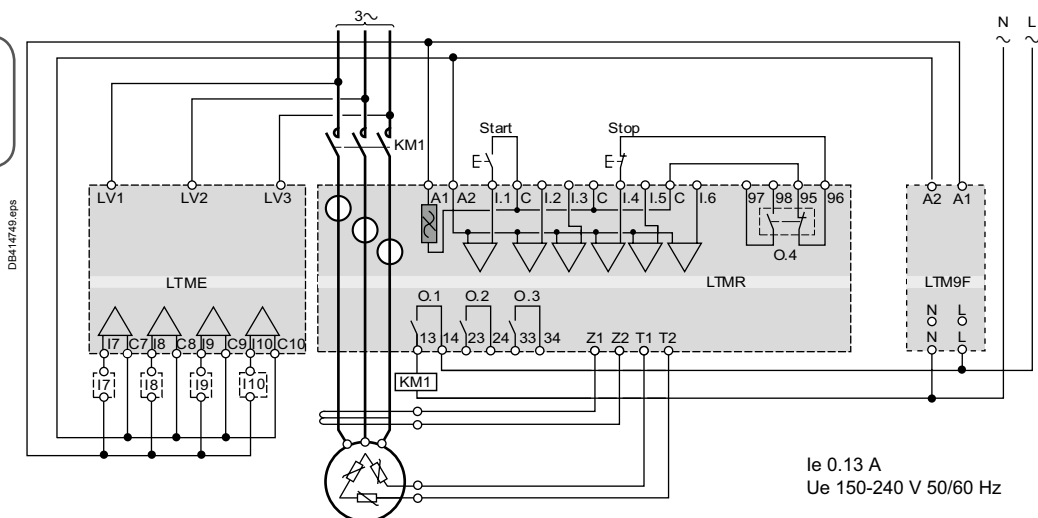 3∼
N L
∼ ∼
Start Stop
KM1
LV1 LV2 LV3
A1 A2 I.1 C I.2 I.3 C I.4 I.5 C I.6 97 98 95 96
A2 A1
O.4
DB414749.eps
LTME LTMR LTM9F
O.1 O.2 O.3
N L
I7 C7 I8 C8 I9 C9 I10 C10
13 14 23 24 33 34 Z1 Z2 T1 T2
N L
I7 I8 I9 I10
KM1
Ie 0.13 A
Ue 150-240 V 50/60 Hz